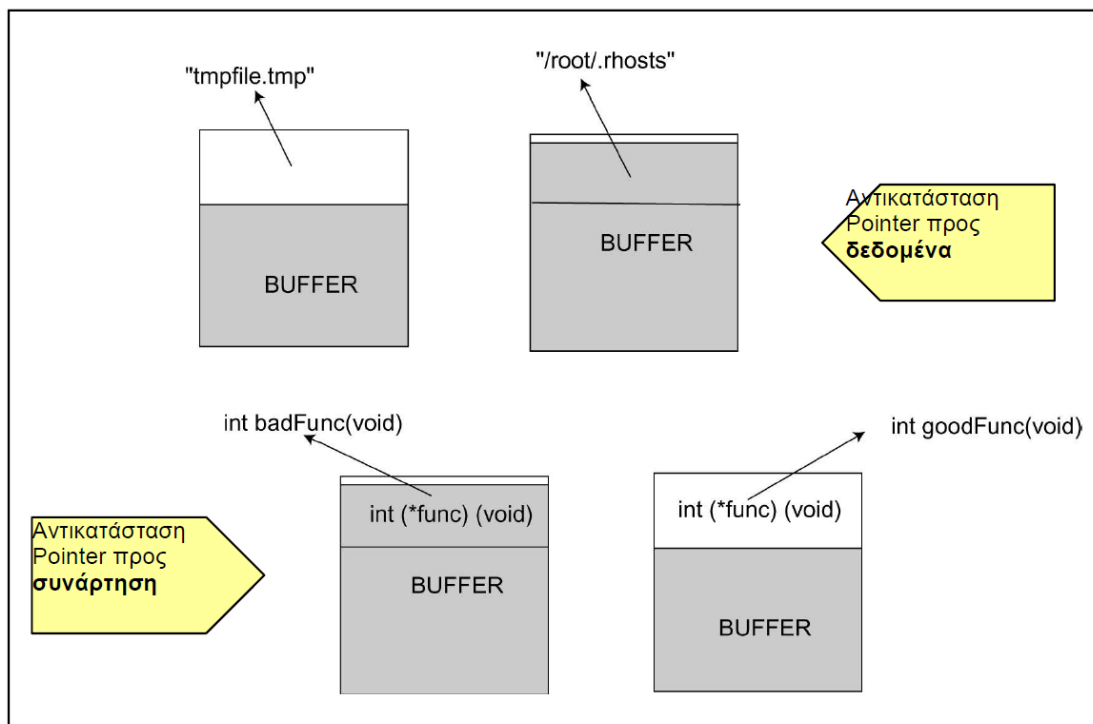 "tmpfile.tmp"
"/root/.rhosts"
BUFFER
BUFFER
Αντικατάσταση
Pointer προς
δεδομένα
int badFunc(void)
int goodFunc(void)
int (*func) (void)
BUFFER
int (*func) (void)
BUFFER
Αντικατάσταση
Pointer προς
συνάρτηση